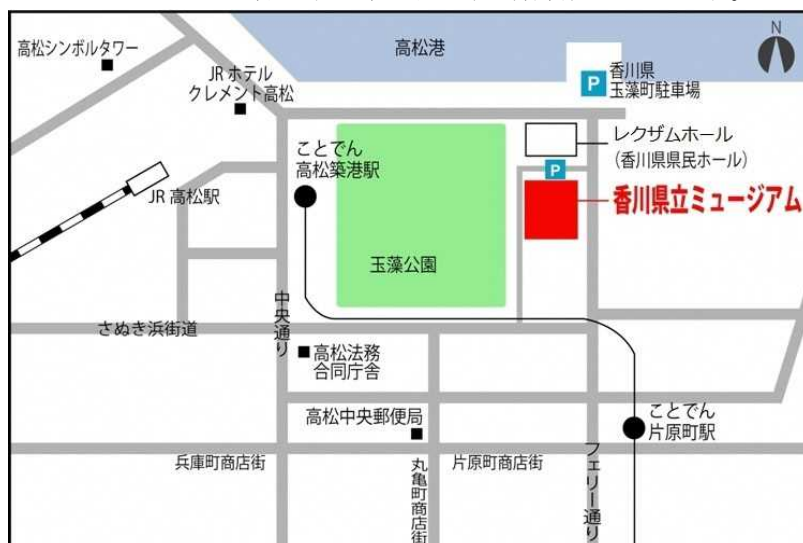 高松シンボルタワー
高松港
N
JRホテル
クレメント高松
P
香川県
玉藻町駐車場
レクザムホール
(香川県県民ホール)
ことでん
高松築港駅
P
JR 高松駅
香川県立ミュージアム
玉藻公園
中央通り
さぬき浜街道
高松法務
合同庁舎
高松中央郵便局
ことでん
片原町駅
兵庫町商店街
丸亀町商店街
片原町商店街
フェリー通り